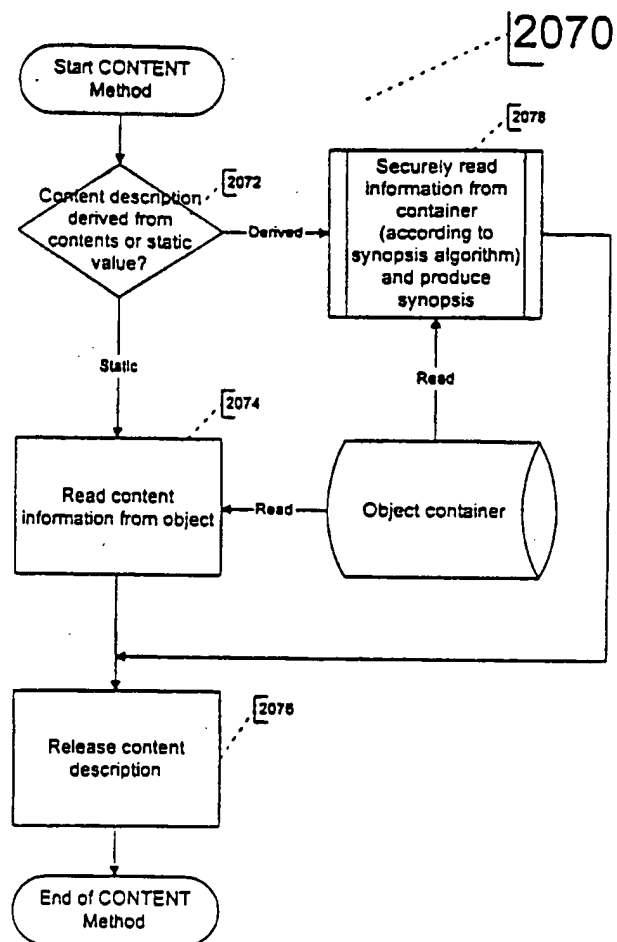 2070
Start CONTENT
Method
2078
2072
Content description
derived from
contents or static
value?
Derived
Securely read
information from
container
(according to
synopsis algorithm)
and produce
synopsis
Static
Read
2074
Read content
information from object
Read
Object container
2076
Release content
description
End of CONTENT
Method